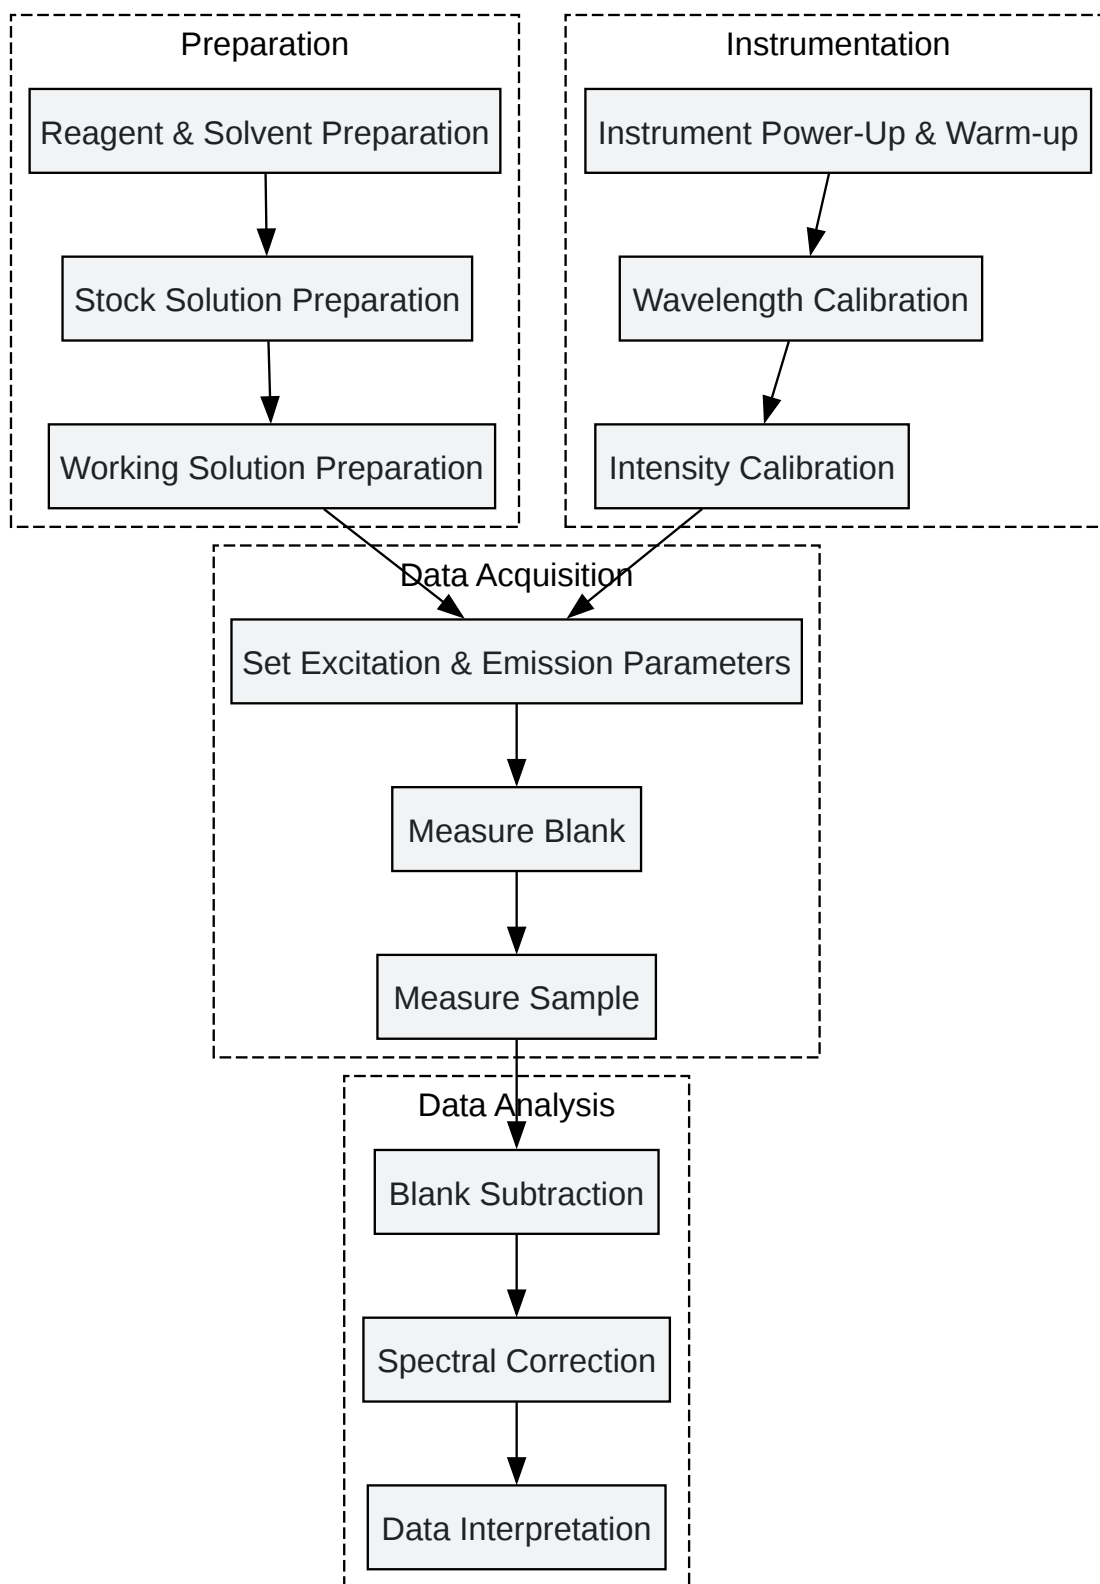 Preparation
Reagent & Solvent Preparation
Stock Solution Preparation
Working Solution Preparation
Instrumentation
Instrument Power-Up & Warm-up
Wavelength Calibration
Intensity Calibration
Data Acquisition
Set Excitation & Emission Parameters
Measure Blank
Measure Sample
Data Analysis
Blank Subtraction
Spectral Correction
Data Interpretation